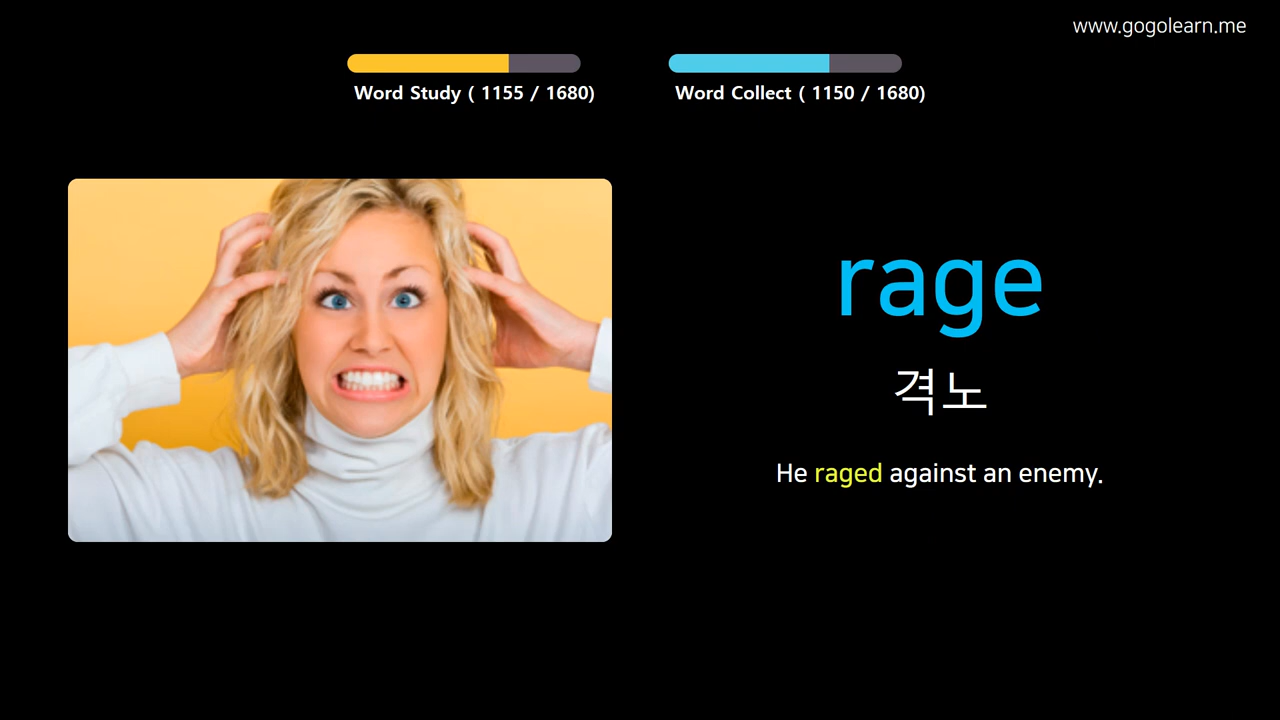 www.gogolearn.me
Word Study ( 1155 / 1680)
Word Collect ( 1150 / 1680)
rage
격노
He raged against an enemy.